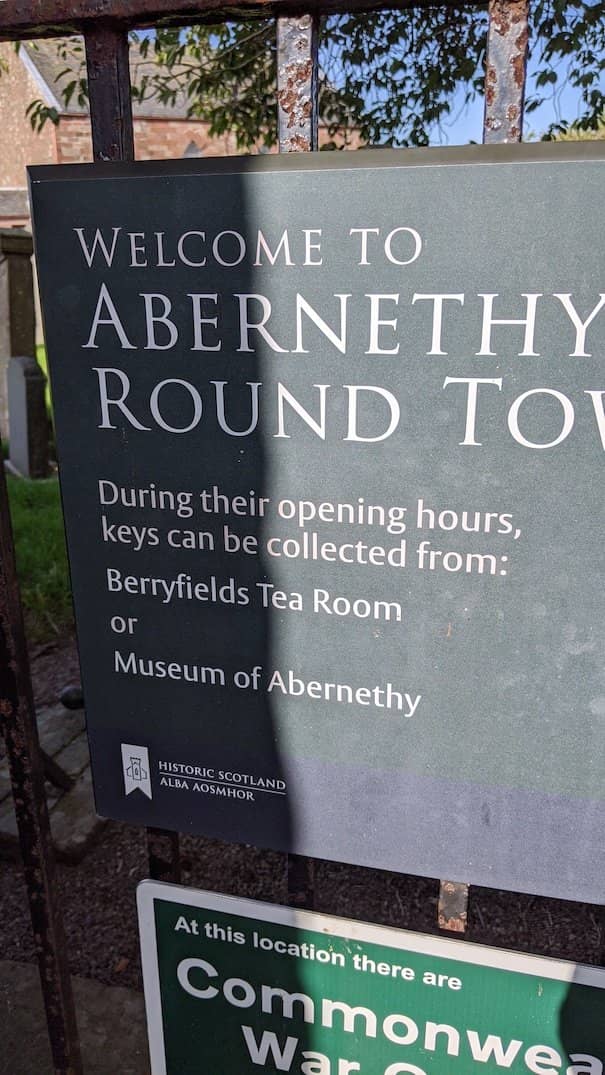 WELCOME TO
ABERNETHY
ROUND
During their opening hours,
keys can be collected from:
Berryfields Tea Room
or
Museum of Abernethy
HISTORIC SCOTLAND
ALBA AOSMHOR
At this location there are
Commonwea
War